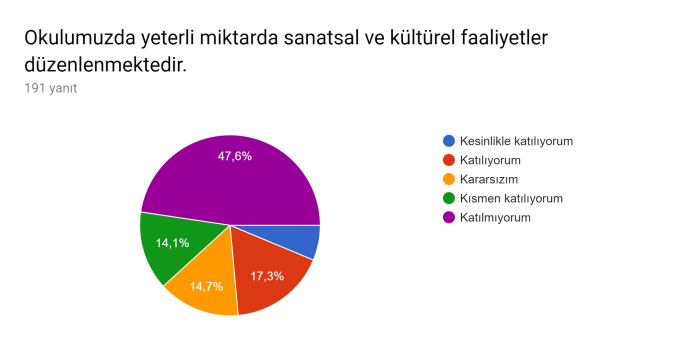 Okulumuzda yeterli miktarda sanatsal ve kültürel faaliyetler
düzenlenmektedir.
191 yanıt
47,6%
14,1%
14,7%
17,3%
Kesinlikle katılıyorum
Katılıyorum
Kararsızım
Kısmen katılıyorum
Katılmıyorum